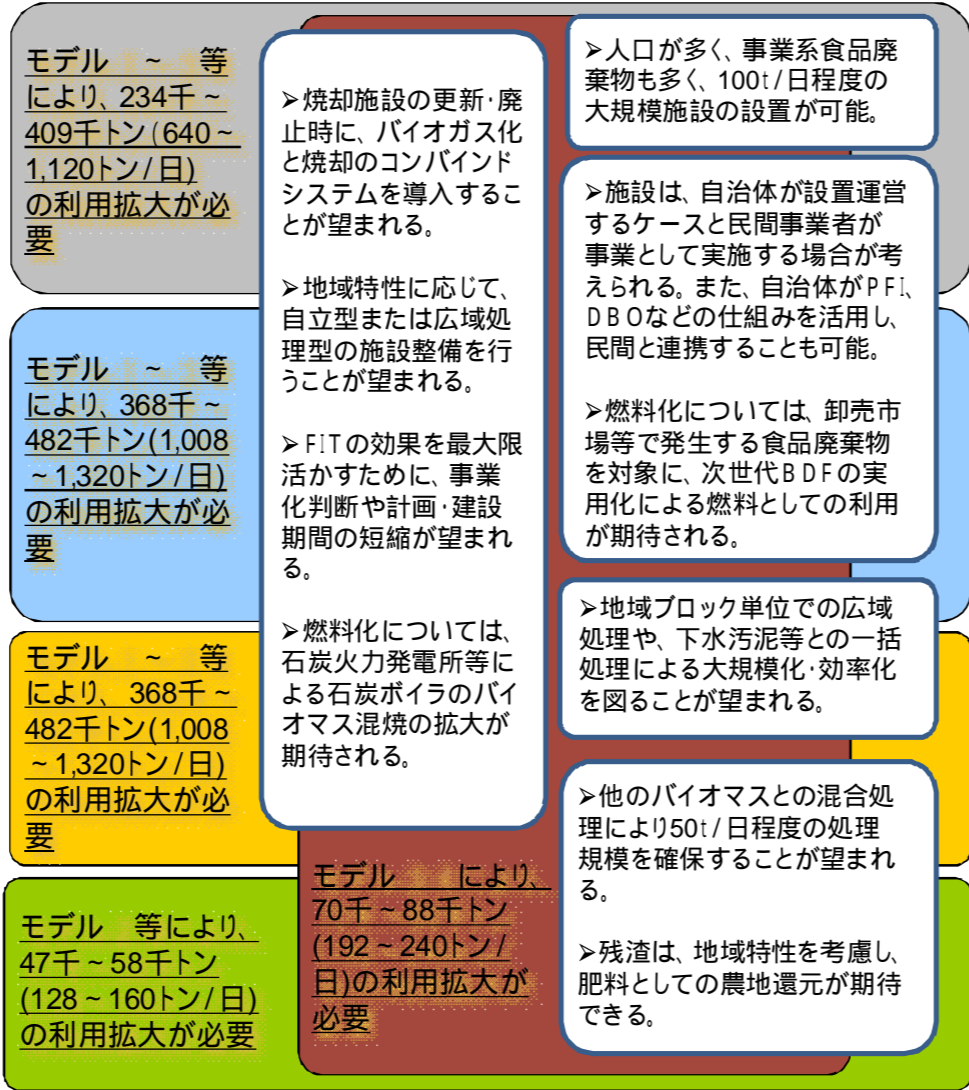 モデル ~ 等
により、234千~
409千トン(640~
1,120トン/日)
の利用拡大が必
要
モデル ~ 等
により、368千~
482千トン(1,008
~1,320トン/日)
の利用拡大が必
要
モデル ~ 等
により、368千~
482千トン(1,008
~1,320トン/日)
の利用拡大が必
要
モデル 等により、
47千~58千トン
(128~160トン/日)
の利用拡大が必要
➢焼却施設の更新・廃
止時に、バイオガス化
と焼却のコンバインド
システムを導入するこ
とが望まれる。
➢地域特性に応じて、
自立型または広域処
理型の施設整備を行
うことが望まれる。
➢FITの効果を最大限
活かすために、事業
化判断や計画・建設
期間の短縮が望まれ
る。
➢燃料化については、
石炭火力発電所等に
よる石炭ボイラのバイ
オマス混焼の拡大が
期待される。
モデル により、
70千~88千トン
(192~240トン/
日)の利用拡大が
必要
➢人口が多く、事業系食品廃
棄物も多く、100t/日程度の
大規模施設の設置が可能。
➢施設は、自治体が設置運営
するケースと民間事業者が
事業として実施する場合が考
えられる。また、自治体がPFI、
DBOなどの仕組みを活用し、
民間と連携することも可能。
➢燃料化については、卸売市
場等で発生する食品廃棄物
を対象に、次世代BDFの実
用化による燃料としての利用
が期待される。
➢地域ブロック単位での広域
処理や、下水汚泥等との一括
処理による大規模化・効率化
を図ることが望まれる。
➢他のバイオマスとの混合処
理により50t/日程度の処理
規模を確保することが望まれ
る。
➢残渣は、地域特性を考慮し、
肥料としての農地還元が期待
できる。